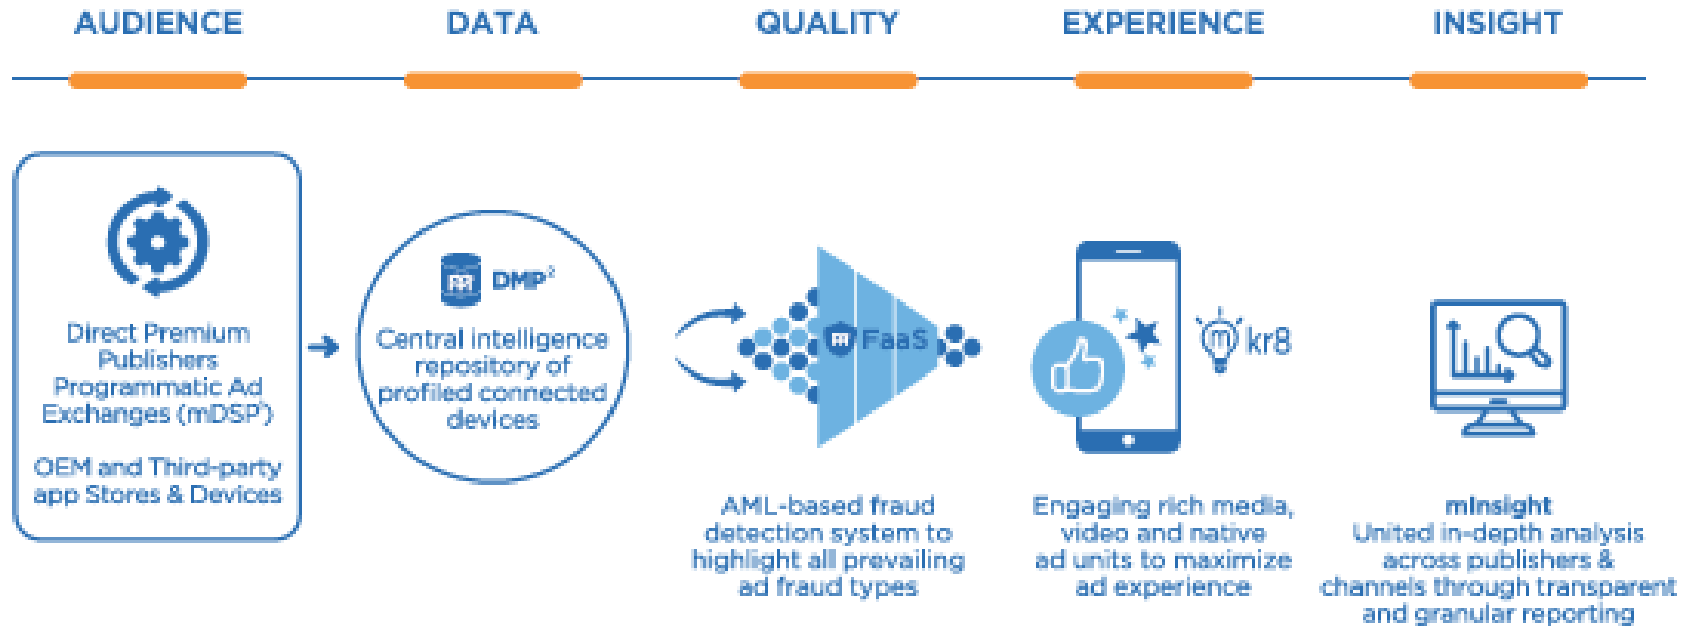 AUDIENCE
DATA
QUALITY
EXPERIENCE
INSIGHT
Direct Premium
Publishers
Programmatic Ad
Exchanges (mDSP)
OEM and Third-party
app Stores & Devices
DMP²
Central intelligence
repository of
profiled connected
devices
FaaS
AML-based fraud
detection system to
highlight all prevailing
ad fraud types
m kr8
Engaging rich media,
video and native
ad units to maximize
ad experience
mInsight
United in-depth analysis
across publishers &
channels through transparent
and granular reporting